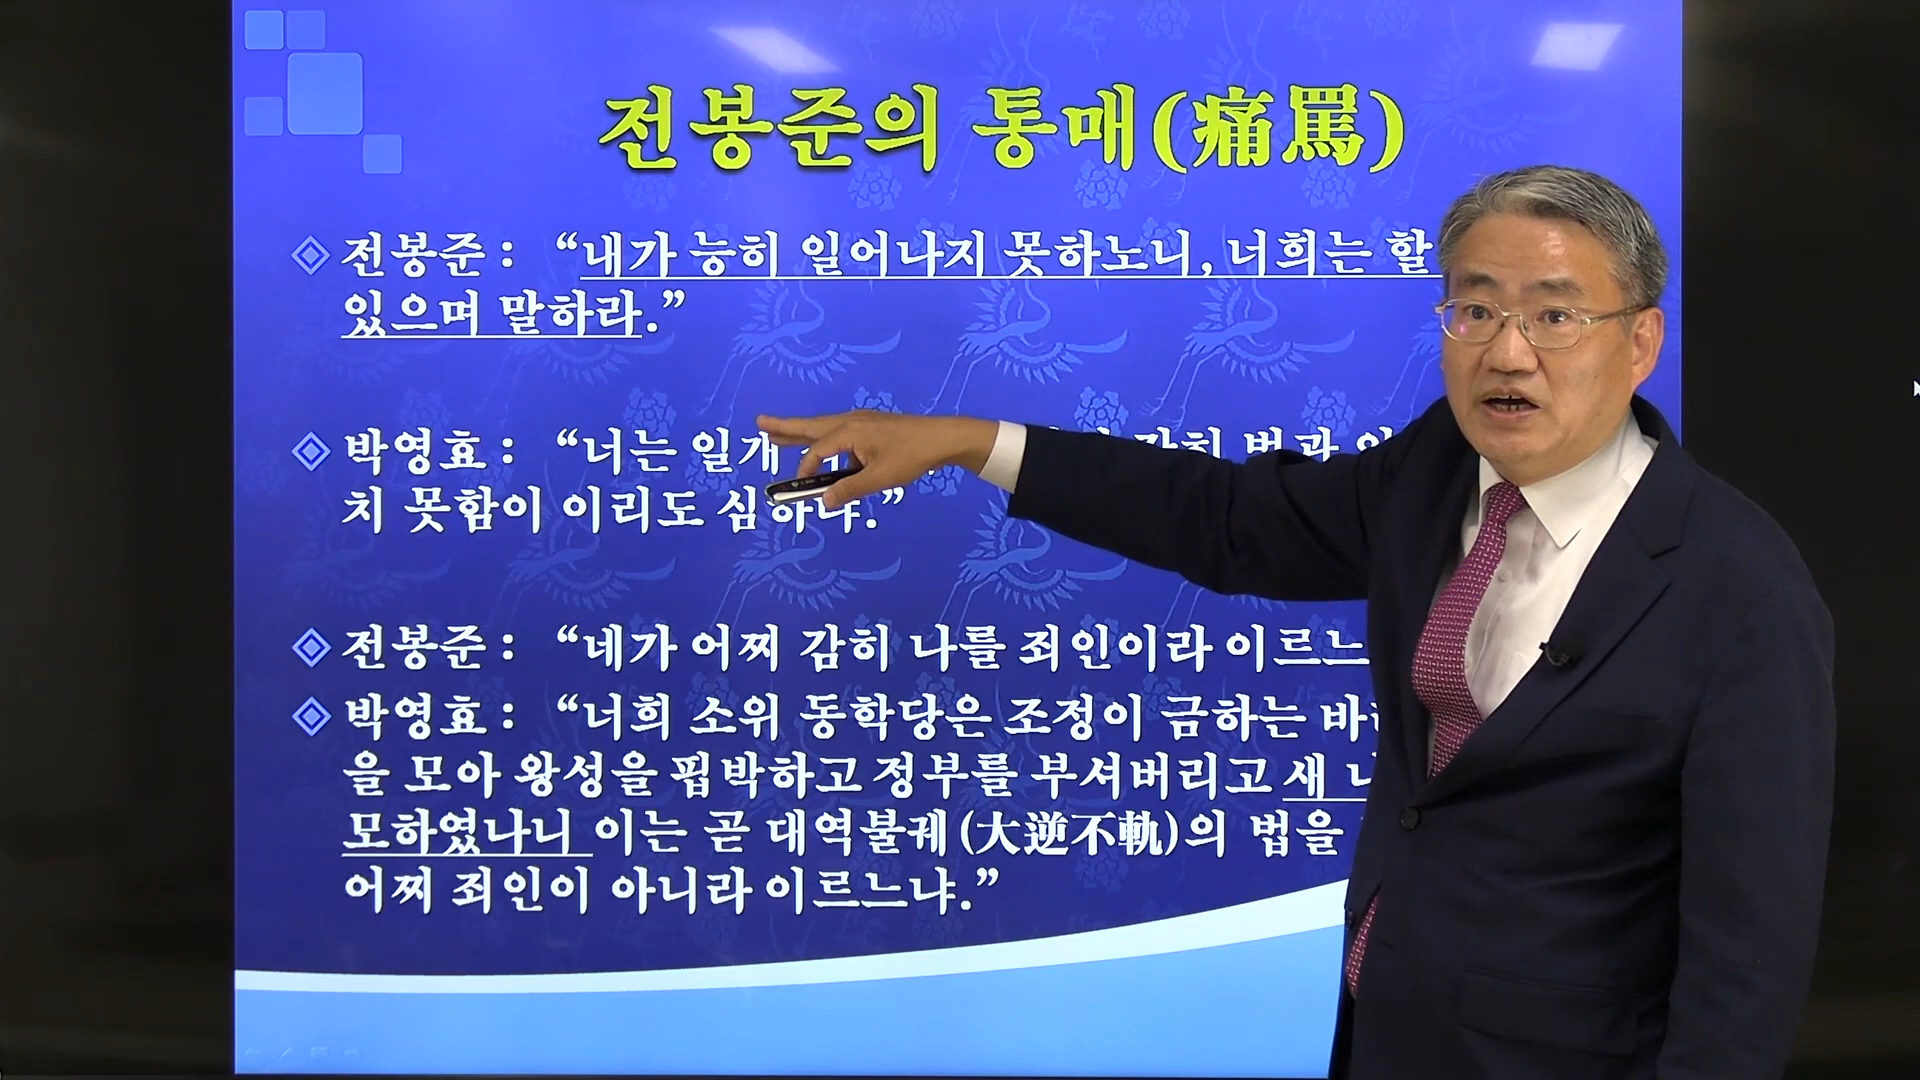 전봉준의 통매(痛罵)
전봉준 : “내가 능히 일어나지 못하노니, 너희는 할
있으며 말하라.”
박영효 : “너는 일개 감히 법과
치 못함이 이리도 심하냐.”
전봉준 : “네가 어찌 감히 나를 죄인이라 이르느
박영효 : “너희 소위 동학당은 조정이 금하는 바
을 모아 왕성을 핍박하고 정부를 부셔버리고 새
모하였나니 이는 곧 대역불궤(大逆不軌)의 법을
어찌 죄인이 아니라 이르느냐.”